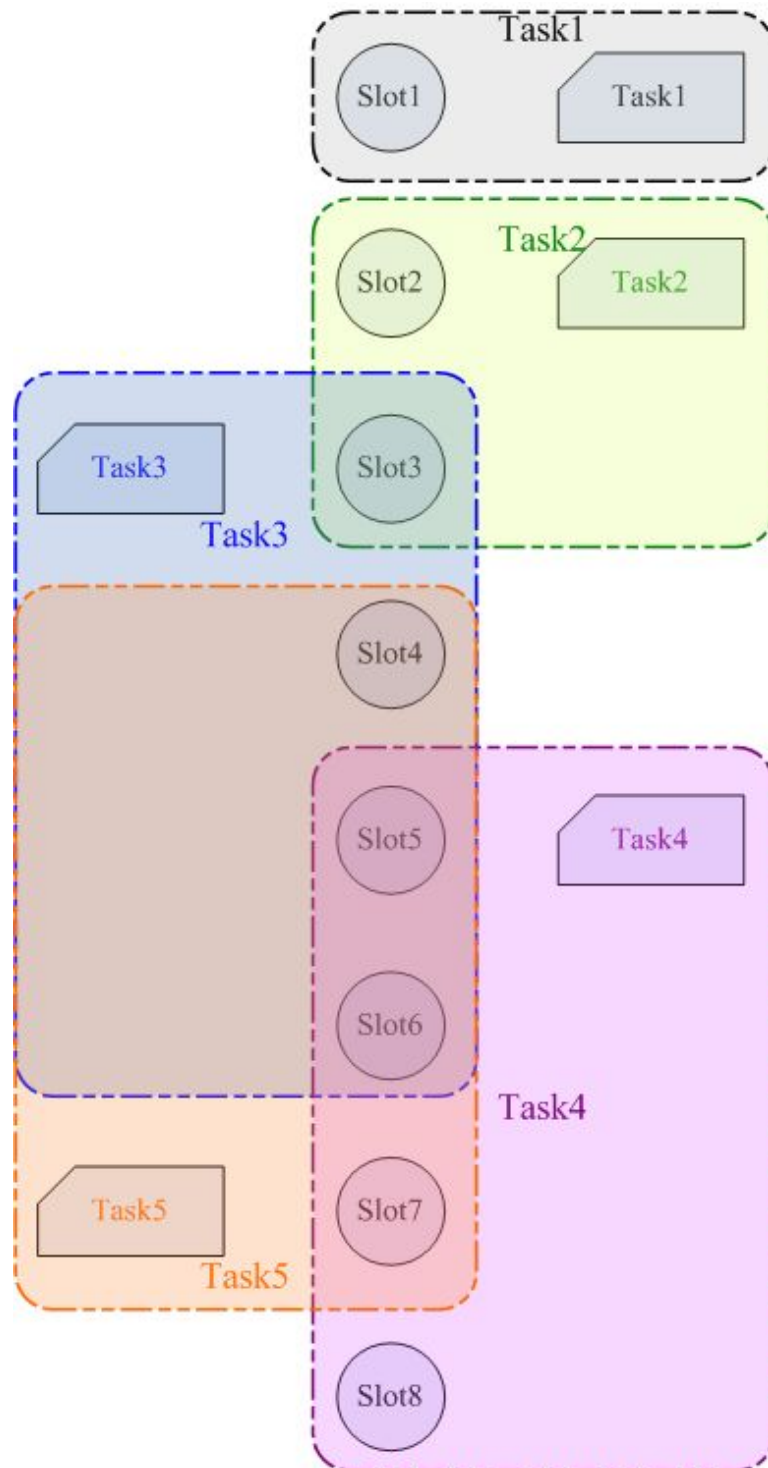 Task1
Slot1 Task1
Task2
Slot2 Task2
Task3 Slot3
Task3
Slot4
Slot5 Task4
Slot6
Task4
Task5 Slot7
Task5
Slot8